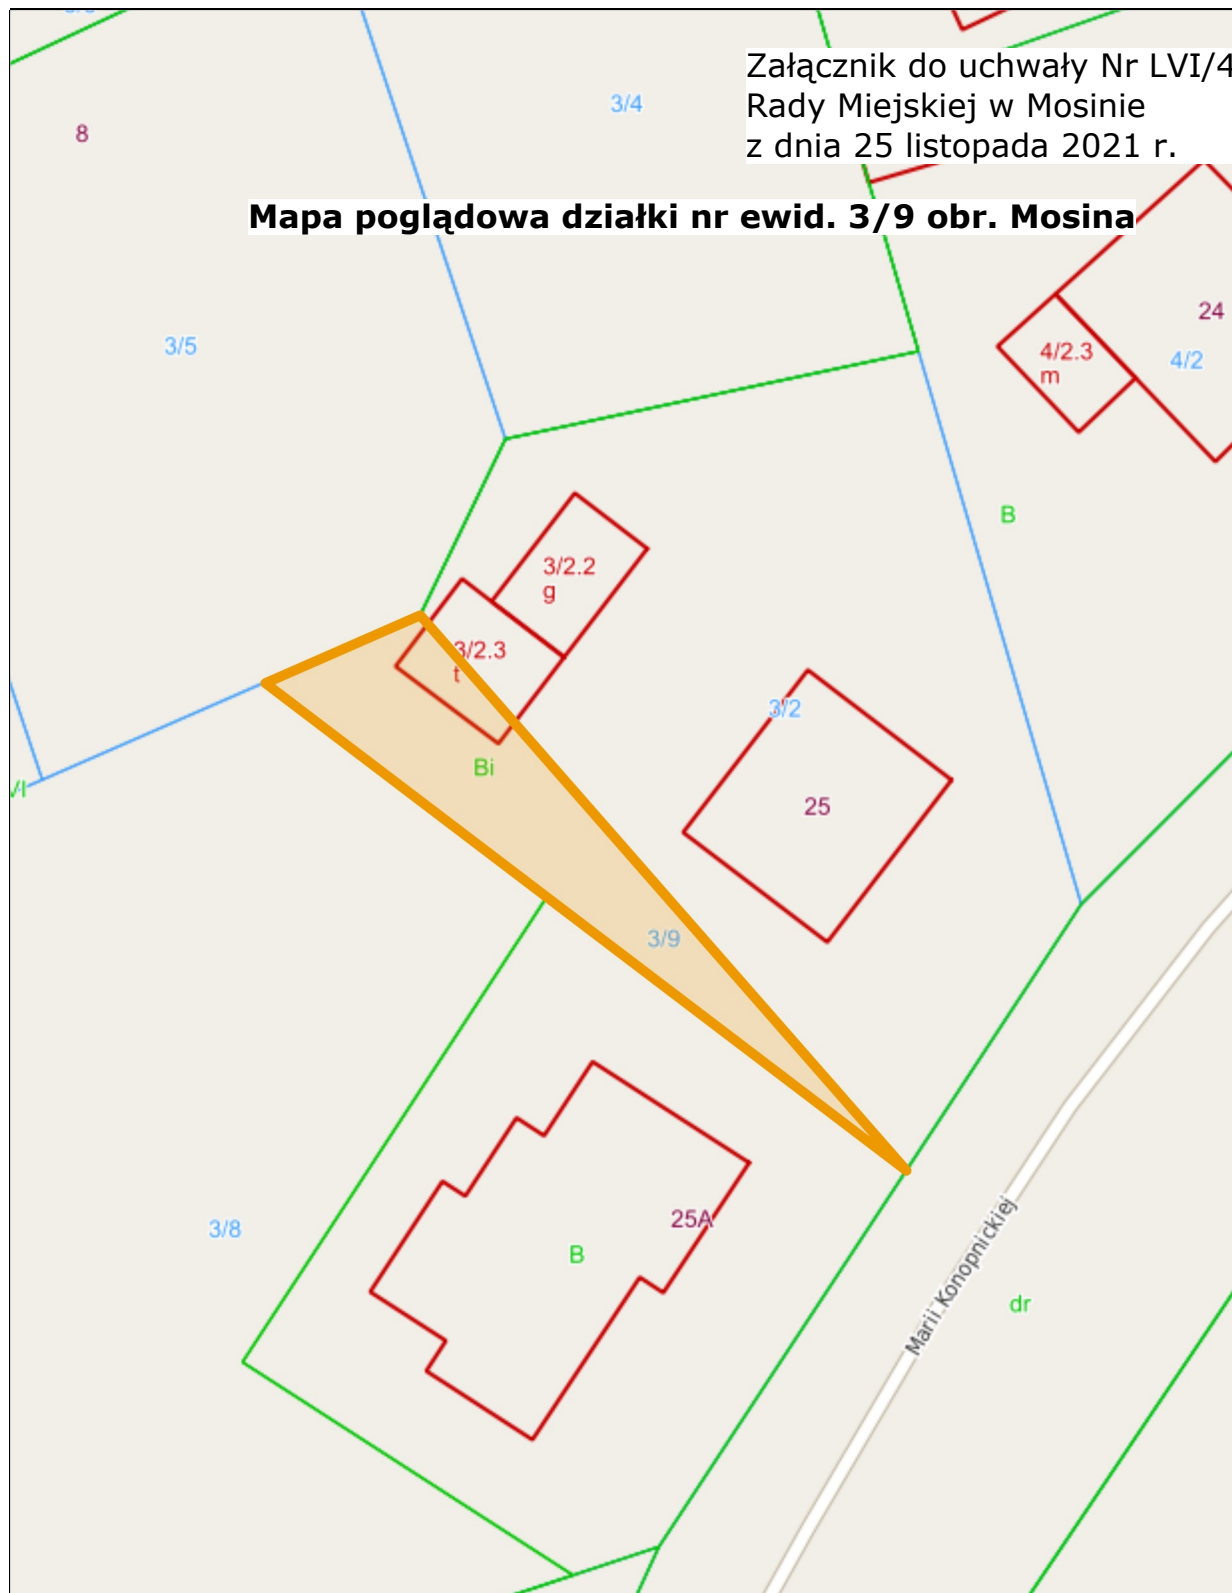 Załącznik do uchwały Nr LVI/4
Rady Miejskiej w Mosinie
z dnia 25 listopada 2021 r.
3/4
8
Mapa poglądowa działki nr ewid. 3/9 obr. Mosina
24
3/5
4/2.3
m
4/2
B
3/2.2
g
3/2.3
t
3/2
Bi
25
3/9
25A
3/8
B
Marii Konopnickiej
dr